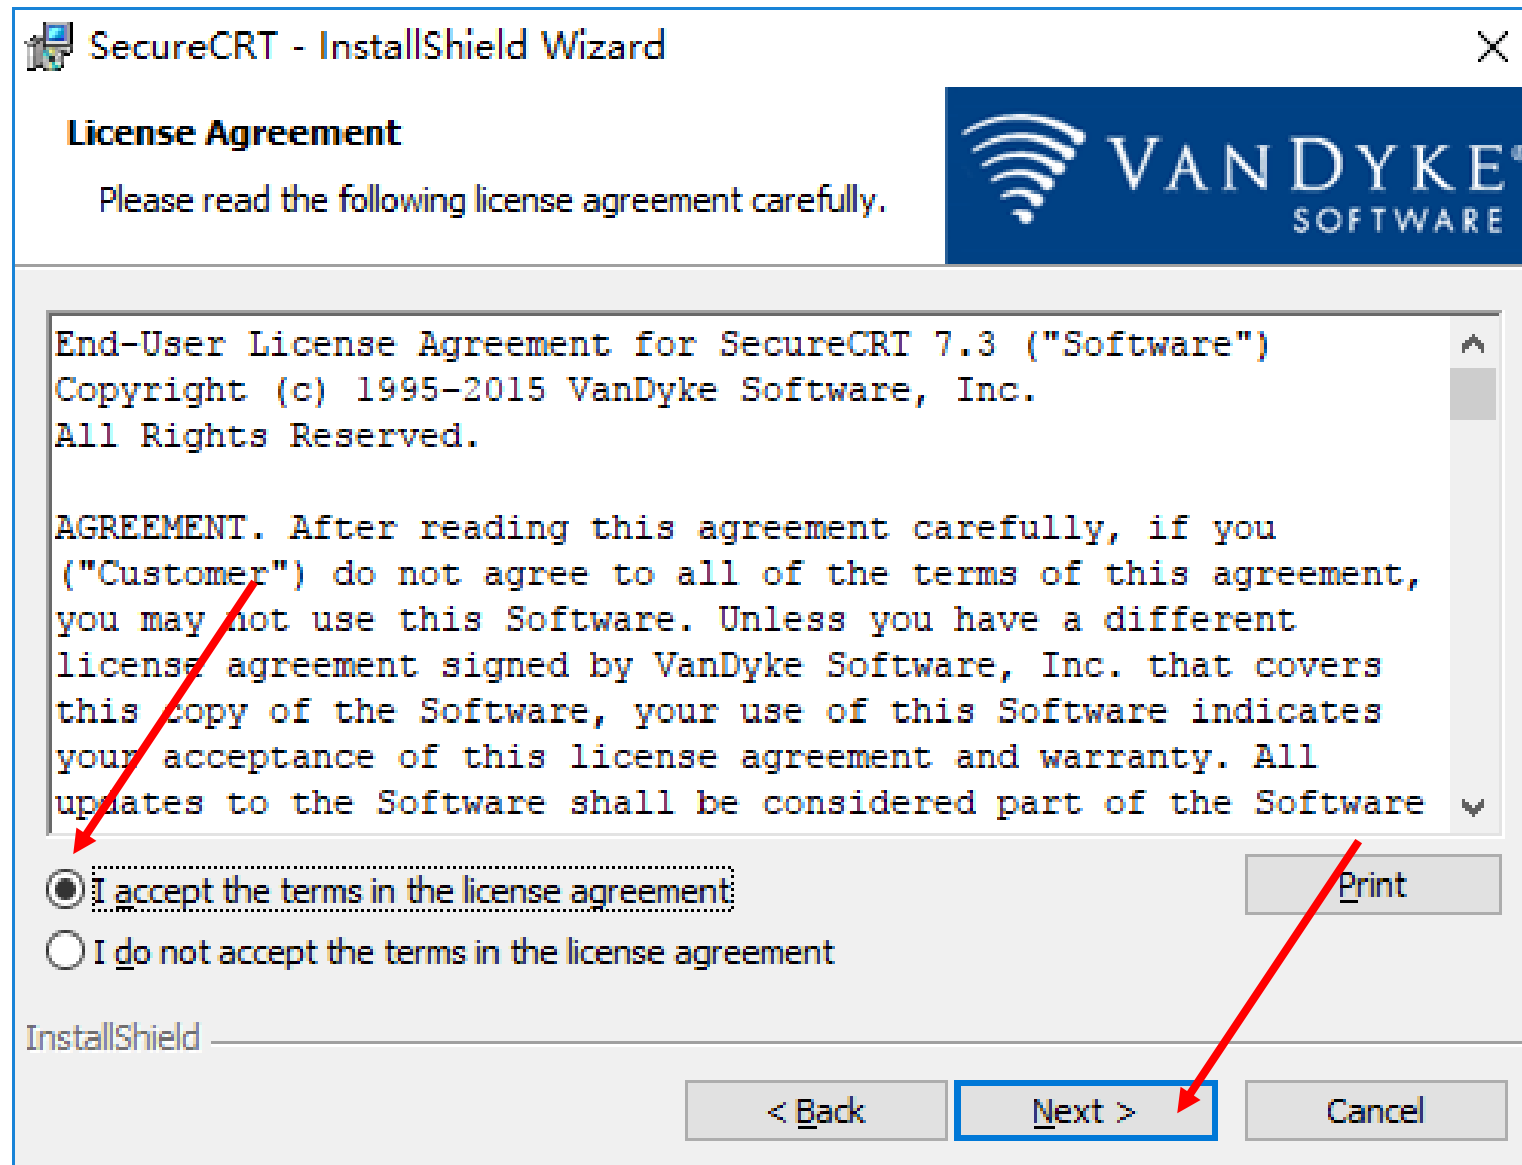 SecureCRT - InstallShield Wizard
License Agreement
Please read the following license agreement carefully.
VANDYKE®
SOFTWARE
End-User License Agreement for SecureCRT 7.3 ("Software")
Copyright (c) 1995-2015 VanDyke Software, Inc.
All Rights Reserved.
AGREEMENT. After reading this agreement carefully, if you
("Customer") do not agree to all of the terms of this agreement,
you may not use this Software. Unless you have a different
license agreement signed by VanDyke Software, Inc. that covers
this copy of the Software, your use of this Software indicates
your acceptance of this license agreement and warranty. All
updates to the Software shall be considered part of the Software
I accept the terms in the license agreement
Print
I do not accept the terms in the license agreement
InstallShield
< Back
Next >
Cancel